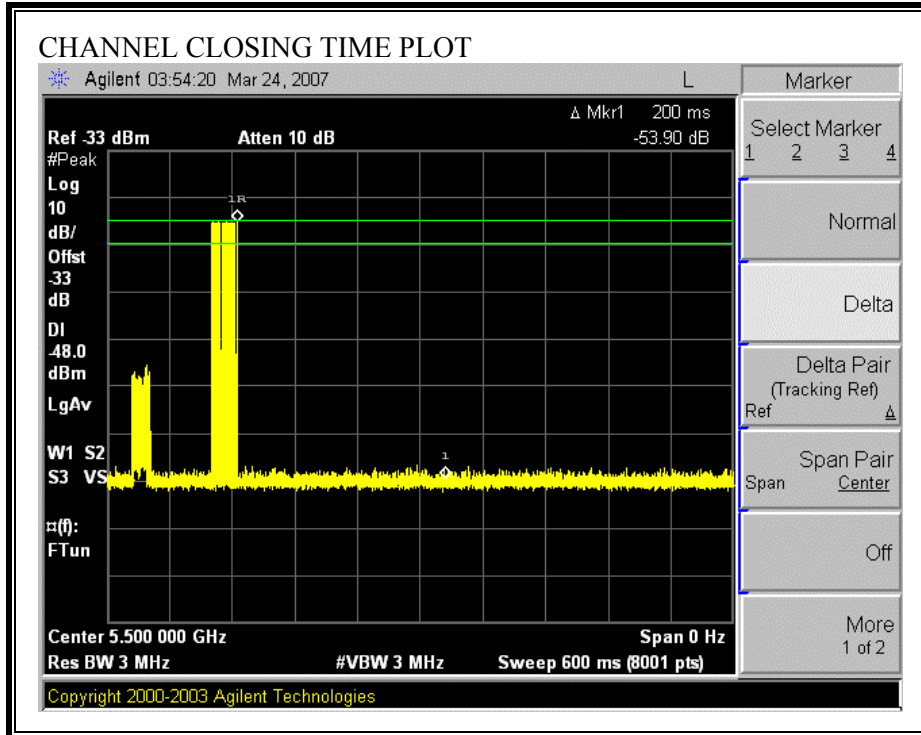 CHANNEL CLOSING TIME PLOT
Agilent 03:54:20 Mar 24, 2007 L
Δ Mkr1 200 ms
Ref -33 dBm Atten 10 dB -53.90 dB
#Peak
Log
10
dB/
Offst
-33
dB
DI
-48.0
dBm
LgAv
W1 S2
S3 VS
¤(f):
FTun
1R
1
Center 5.500 000 GHz Span 0 Hz
Res BW 3 MHz #VBW 3 MHz Sweep 600 ms (8001 pts)
Copyright 2000-2003 Agilent Technologies
Marker
Select Marker
1 2 3 4
Normal
Delta
Delta Pair
(Tracking Ref)
Ref Δ
Span Pair
Span Center
Off
More
1 of 2